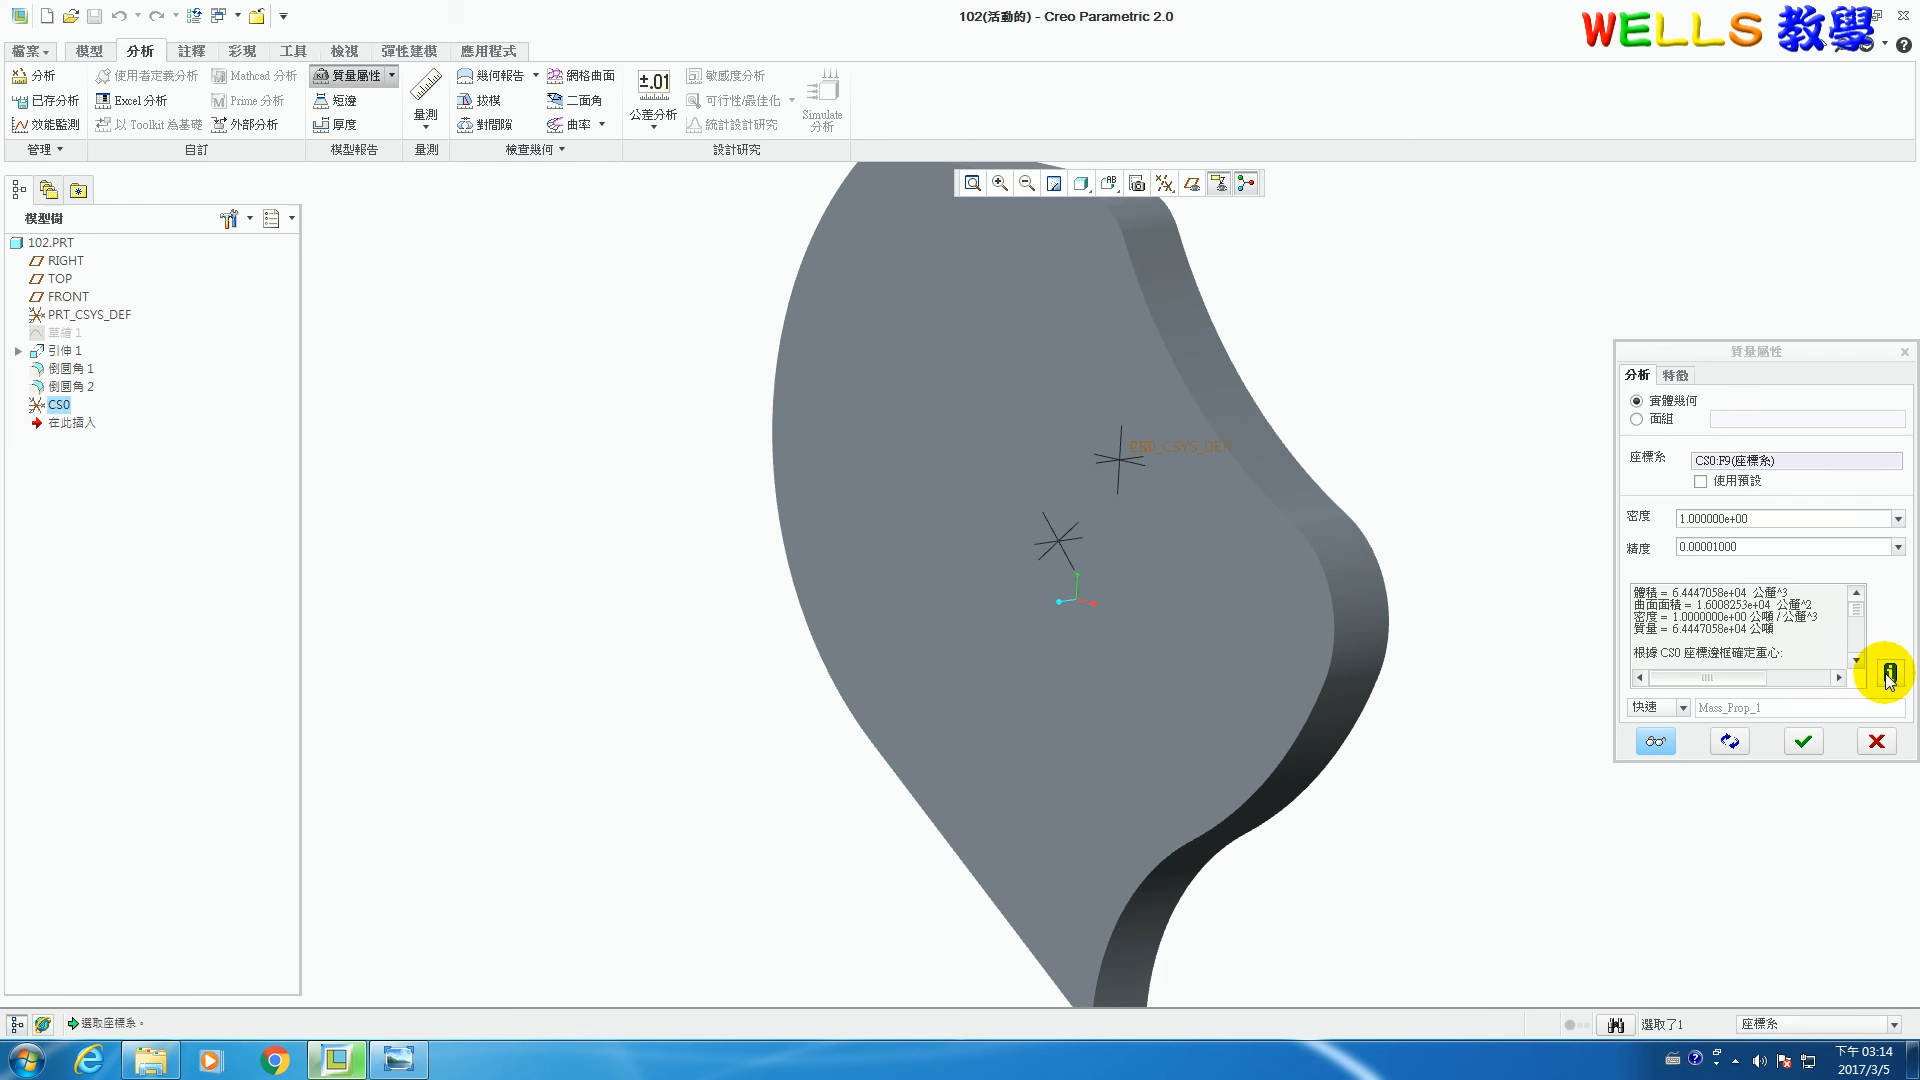 102(活動的) - Creo Parametric 2.0
WELLS 教學
檔案 模型 分析 註釋 彩現 工具 檢視 彈性建模 應用程式
分析 使用者定義分析 Mathcad 分析 質量屬性 幾何報告 網格曲面 敏感度分析
已存分析 Excel 分析 Prime 分析 短邊 量測 拔模 二面角 ±.01 公差分析 可行性/最佳化 Simulate 分析
效能監測 以 Toolkit 為基礎 外部分析 厚度 對間隙 曲率 統計設計研究
管理 自訂 模型報告 量測 檢查幾何 設計研究
模型樹
102.PRT
RIGHT
TOP
FRONT
PRT_CSYS_DEF
草繪 1
引伸 1
倒圓角 1
倒圓角 2
CS0
在此插入
質量屬性
分析 特徵
實體幾何
面組
座標系 CS0:F9(座標系)
使用預設
密度 1.000000e+00
精度 0.00001000
體積 = 6.4447058e+04 公釐^3
曲面面積 = 1.6008253e+04 公釐^2
密度 = 1.0000000e+00 公噸 / 公釐^3
質量 = 6.4447058e+04 公噸
根據 CS0 座標邊框確定重心:
快速 Mass_Prop_1
選取座標系。
選取了1 座標系
下午 03:14
2017/3/5